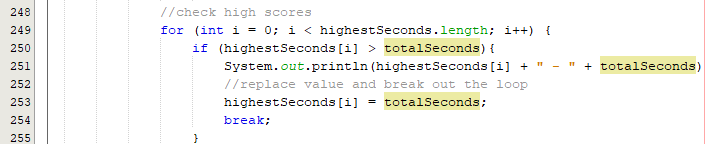 248 //check high scores
249 for (int i = 0; i < highestSeconds.length; i++) {
250 if (highestSeconds[i] > totalSeconds){
251 System.out.println(highestSeconds[i] + " - " + totalSeconds)
252 //replace value and break out the loop
253 highestSeconds[i] = totalSeconds;
254 break;
255 }